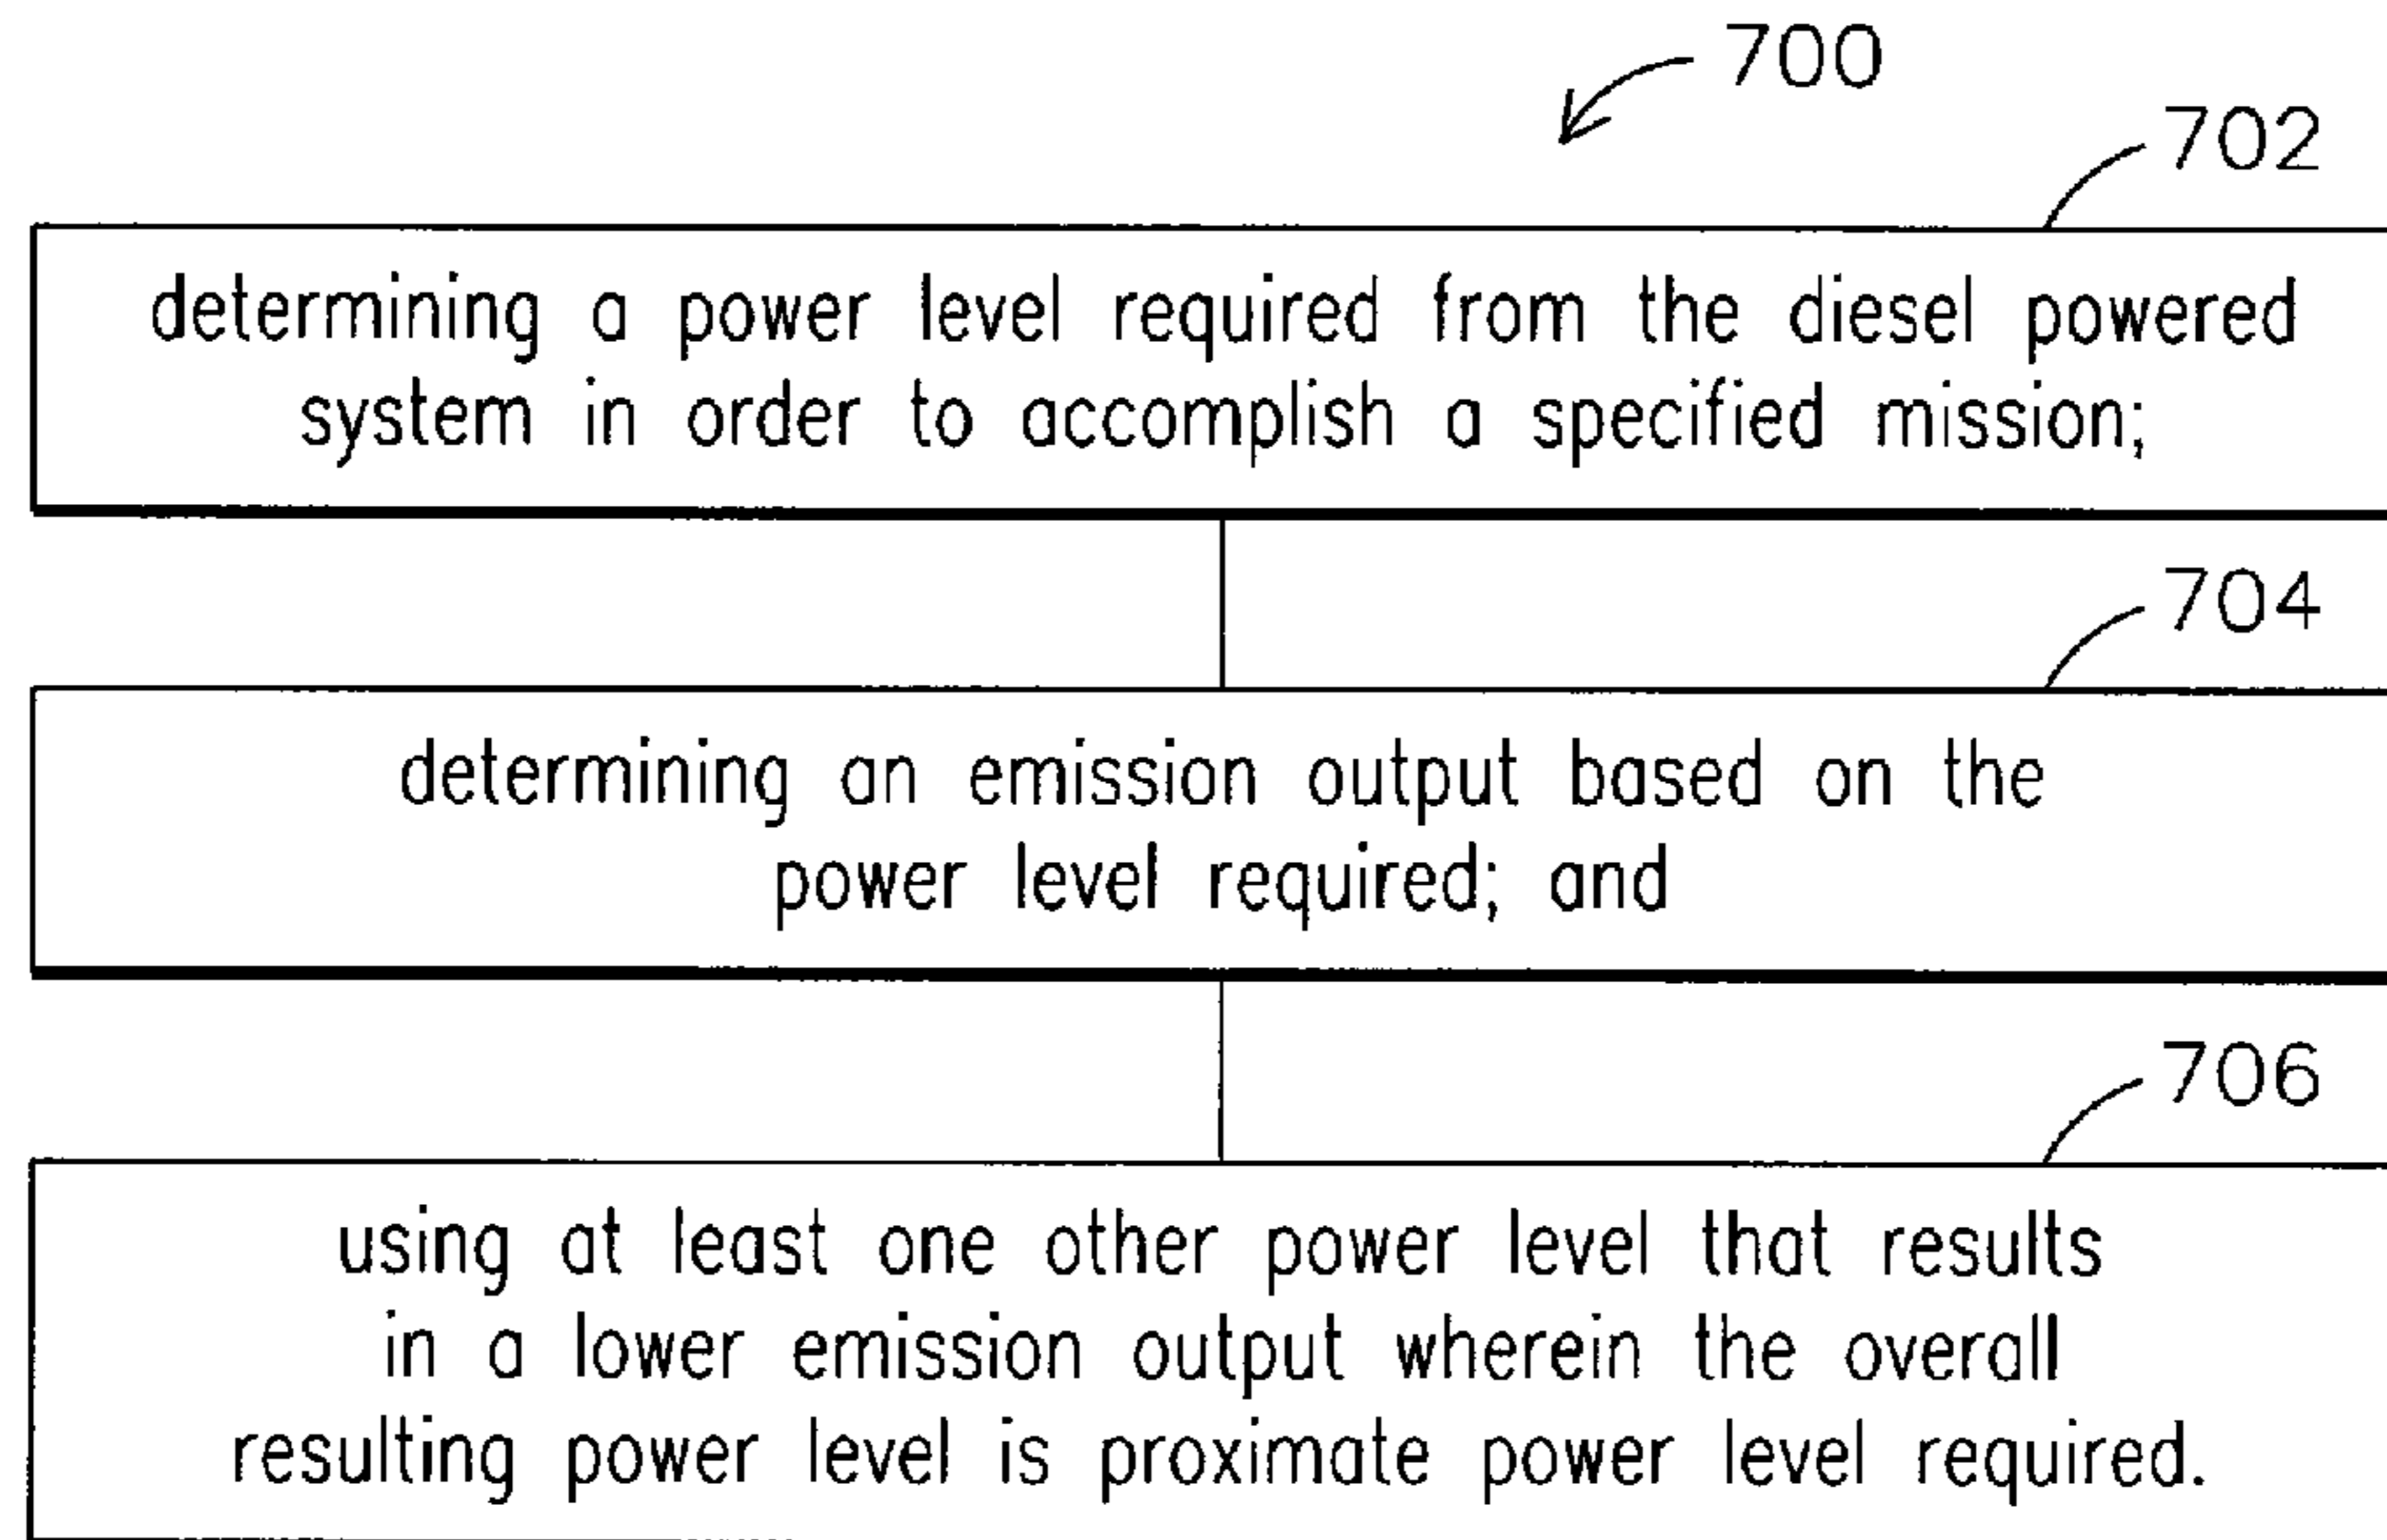 700
702
determining a power level required from the diesel powered
system in order to accomplish a specified mission;
704
determining an emission output based on the
power level required; and
706
using at least one other power level that results
in a lower emission output wherein the overall
resulting power level is proximate power level required.